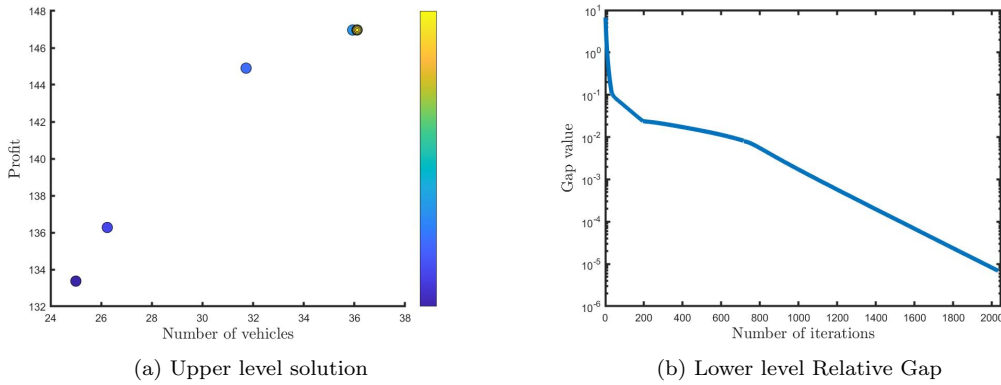 148
146
144
142
140
138
136
134
132
Profit
24 26 28 30 32 34 36 38
Number of vehicles
(a) Upper level solution
10^1
10^0
10^-1
10^-2
10^-3
10^-4
10^-5
10^-6
Gap value
0 200 400 600 800 1000 1200 1400 1600 1800 2000
Number of iterations
(b) Lower level Relative Gap